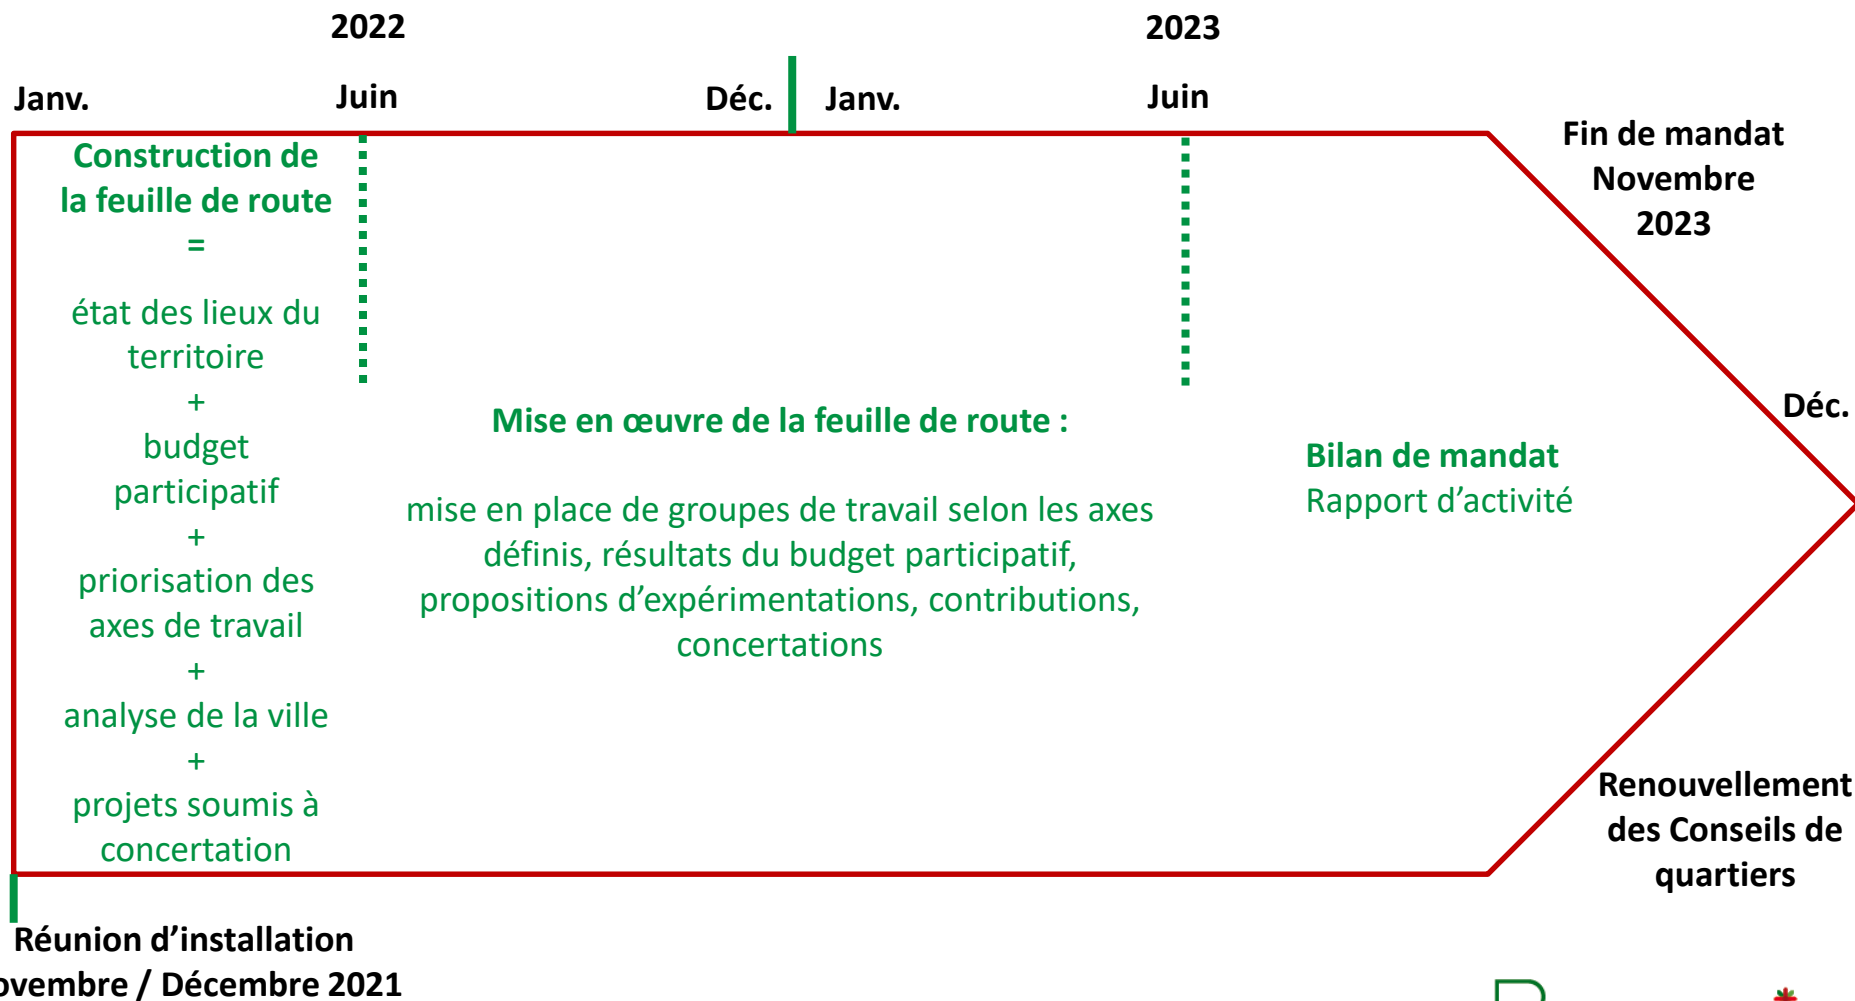 2022
2023
Janv.
Juin
Déc.
Janv.
Juin
Fin de mandat
Novembre
2023
Construction de
la feuille de route
=
état des lieux du
territoire
+
budget
participatif
+
priorisation des
axes de travail
+
analyse de la ville
+
projets soumis à
concertation
Mise en œuvre de la feuille de route :
mise en place de groupes de travail selon les axes
définis, résultats du budget participatif,
propositions d’expérimentations, contributions,
concertations
Bilan de mandat
Rapport d’activité
Déc.
Renouvellement
des Conseils de
quartiers
Réunion d’installation
ovembre / Décembre 2021